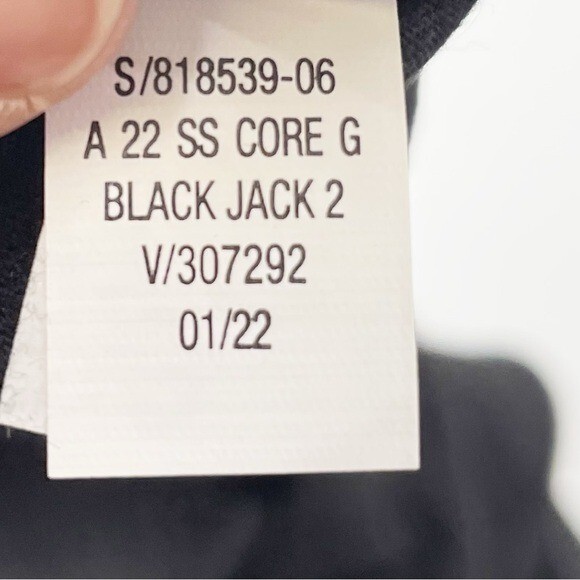 S/818539-06
A 22 SS CORE G
BLACK JACK 2
V/307292
01/22